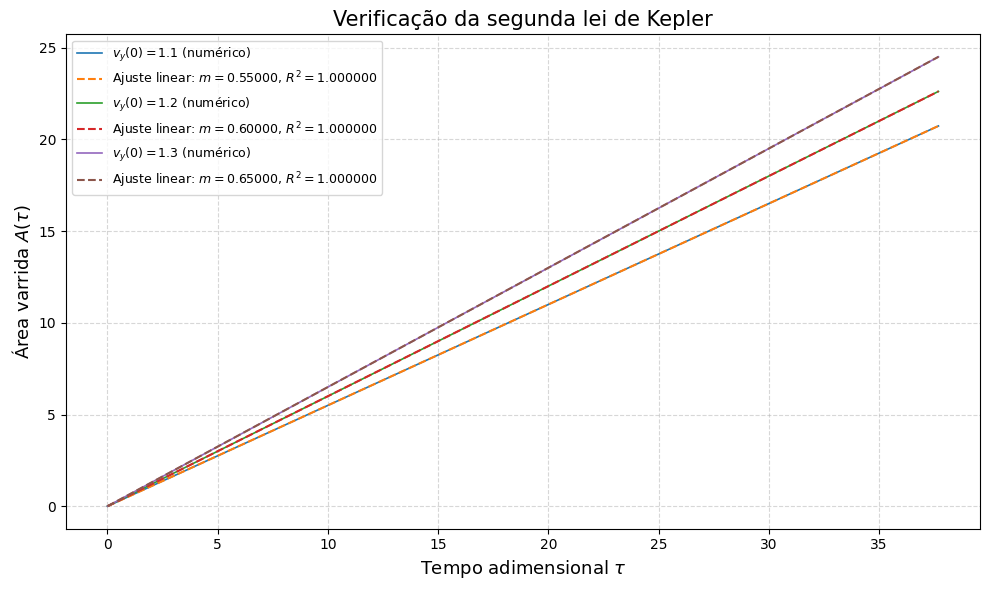 Verificação da segunda lei de Kepler
25
20
15
10
5
0
Área varrida A(τ)
v_y(0) = 1.1 (numérico)
Ajuste linear: m = 0.55000, R² = 1.000000
v_y(0) = 1.2 (numérico)
Ajuste linear: m = 0.60000, R² = 1.000000
v_y(0) = 1.3 (numérico)
Ajuste linear: m = 0.65000, R² = 1.000000
0 5 10 15 20 25 30 35
Tempo adimensional τ